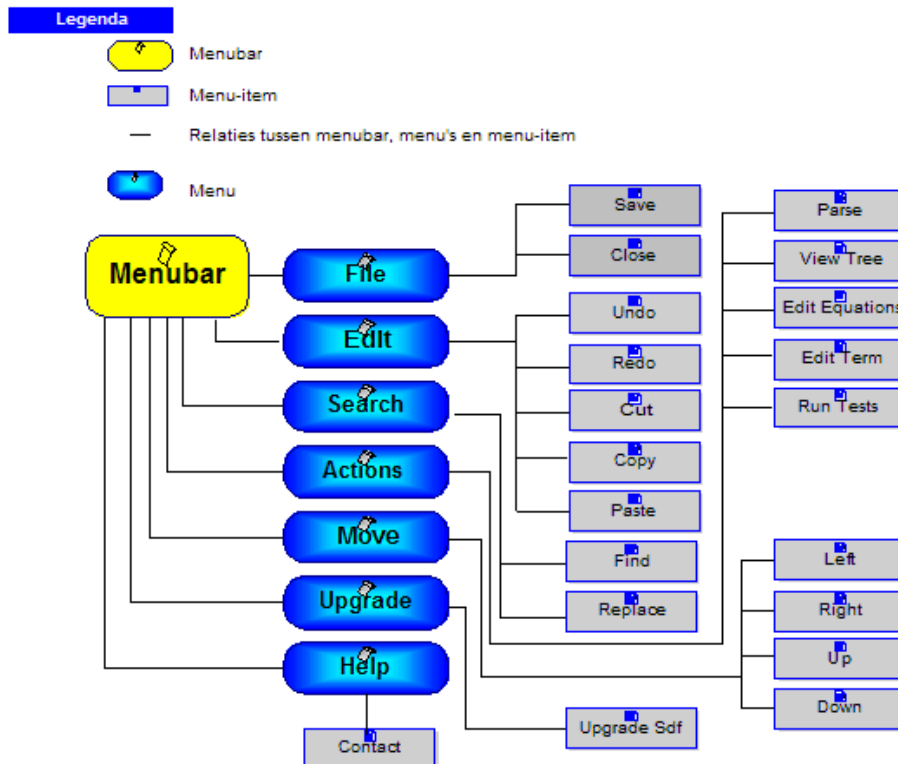 Legenda
Menubar
Menu-item
Relaties tussen menubar, menu's en menu-item
Menu
Menubar
File
Edit
Search
Actions
Move
Upgrade
Help
Contact
Save
Close
Undo
Redo
Cut
Copy
Paste
Find
Replace
Upgrade Sdf
Parse
View Tree
Edit Equations
Edit Term
Run Tests
Left
Right
Up
Down